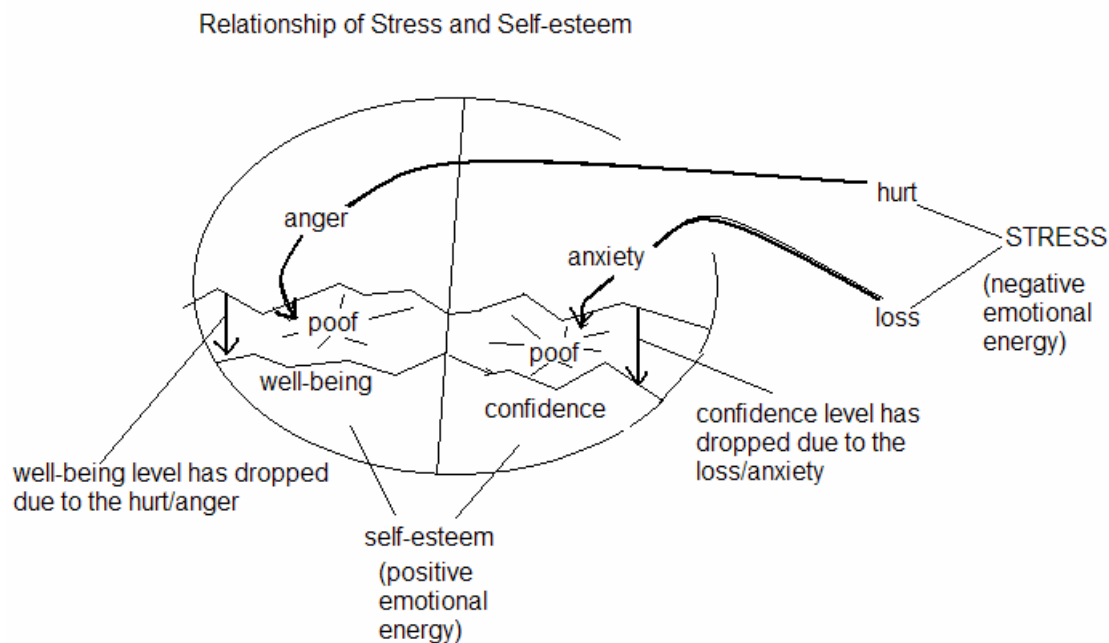 Relationship of Stress and Self-esteem
hurt
anger
STRESS
anxiety
(negative
emotional
energy)
loss
poof
poof
well-being
confidence
confidence level has
dropped due to the
loss/anxiety
well-being level has dropped
due to the hurt/anger
self-esteem
(positive
emotional
energy)